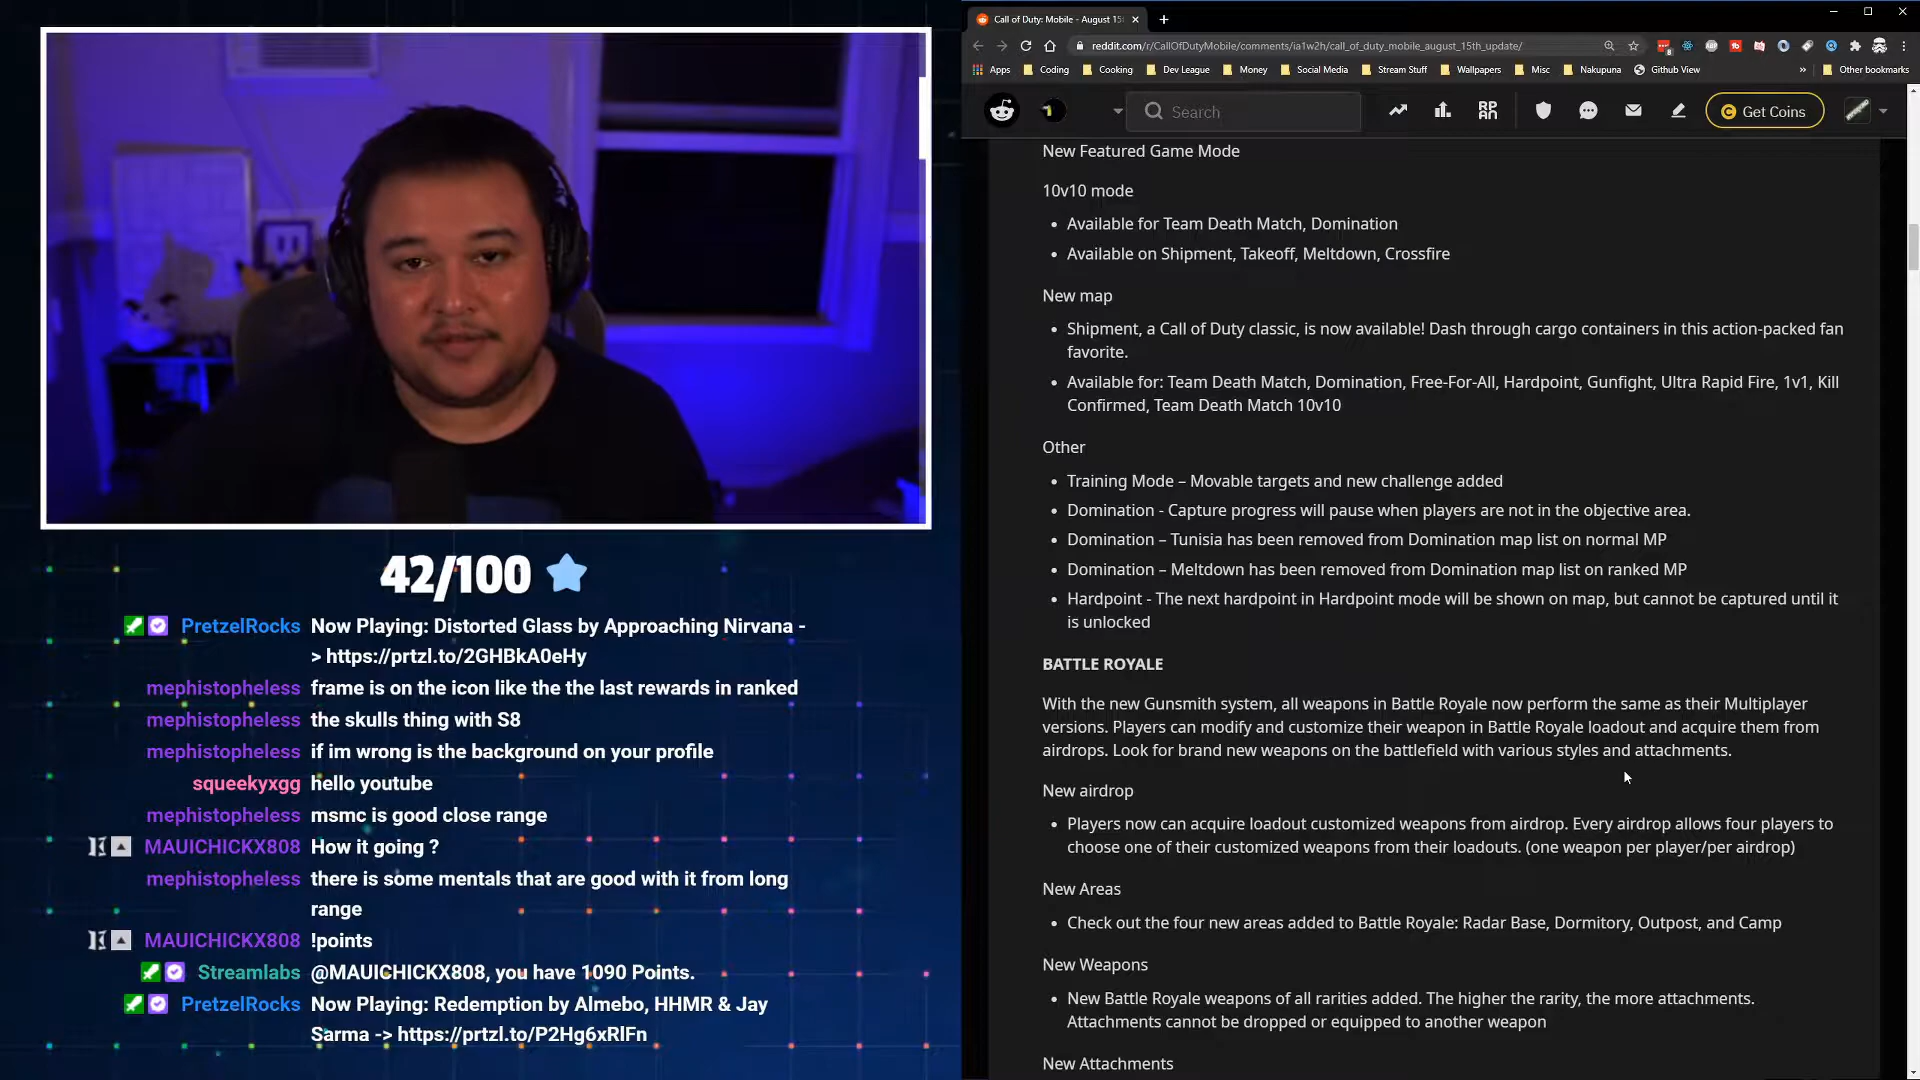 42/100
PretzelRocks Now Playing: Distorted Glass by Approaching Nirvana -
> https://prtzl.to/2GHBkA0eHy
mephistopheless frame is on the icon like the the last rewards in ranked
mephistopheless the skulls thing with S8
mephistopheless if im wrong is the background on your profile
squeekyxgg hello youtube
mephistopheless msmc is good close range
MAUICHICKX808 How it going ?
mephistopheless there is some mentals that are good with it from long
range
MAUICHICKX808 !points
Streamlabs @MAUICHICKX808, you have 1090 Points.
PretzelRocks Now Playing: Redemption by Almebo, HHMR & Jay
Sarma -> https://prtzl.to/P2Hg6xRlFn
Call of Duty: Mobile - August 15
reddit.com/r/CallOfDutyMobile/comments/ia1w2h/call_of_duty_mobile_august_15th_update/
Apps Coding Cooking Dev League Money Social Media Stream Stuff Wallpapers Misc Nakupuna Github View » Other bookmarks
Search
Get Coins
New Featured Game Mode
10v10 mode
• Available for Team Death Match, Domination
• Available on Shipment, Takeoff, Meltdown, Crossfire
New map
• Shipment, a Call of Duty classic, is now available! Dash through cargo containers in this action-packed fan
favorite.
• Available for: Team Death Match, Domination, Free-For-All, Hardpoint, Gunfight, Ultra Rapid Fire, 1v1, Kill
Confirmed, Team Death Match 10v10
Other
• Training Mode – Movable targets and new challenge added
• Domination - Capture progress will pause when players are not in the objective area.
• Domination – Tunisia has been removed from Domination map list on normal MP
• Domination – Meltdown has been removed from Domination map list on ranked MP
• Hardpoint - The next hardpoint in Hardpoint mode will be shown on map, but cannot be captured until it
is unlocked
BATTLE ROYALE
With the new Gunsmith system, all weapons in Battle Royale now perform the same as their Multiplayer
versions. Players can modify and customize their weapon in Battle Royale loadout and acquire them from
airdrops. Look for brand new weapons on the battlefield with various styles and attachments.
New airdrop
• Players now can acquire loadout customized weapons from airdrop. Every airdrop allows four players to
choose one of their customized weapons from their loadouts. (one weapon per player/per airdrop)
New Areas
• Check out the four new areas added to Battle Royale: Radar Base, Dormitory, Outpost, and Camp
New Weapons
• New Battle Royale weapons of all rarities added. The higher the rarity, the more attachments.
Attachments cannot be dropped or equipped to another weapon
New Attachments